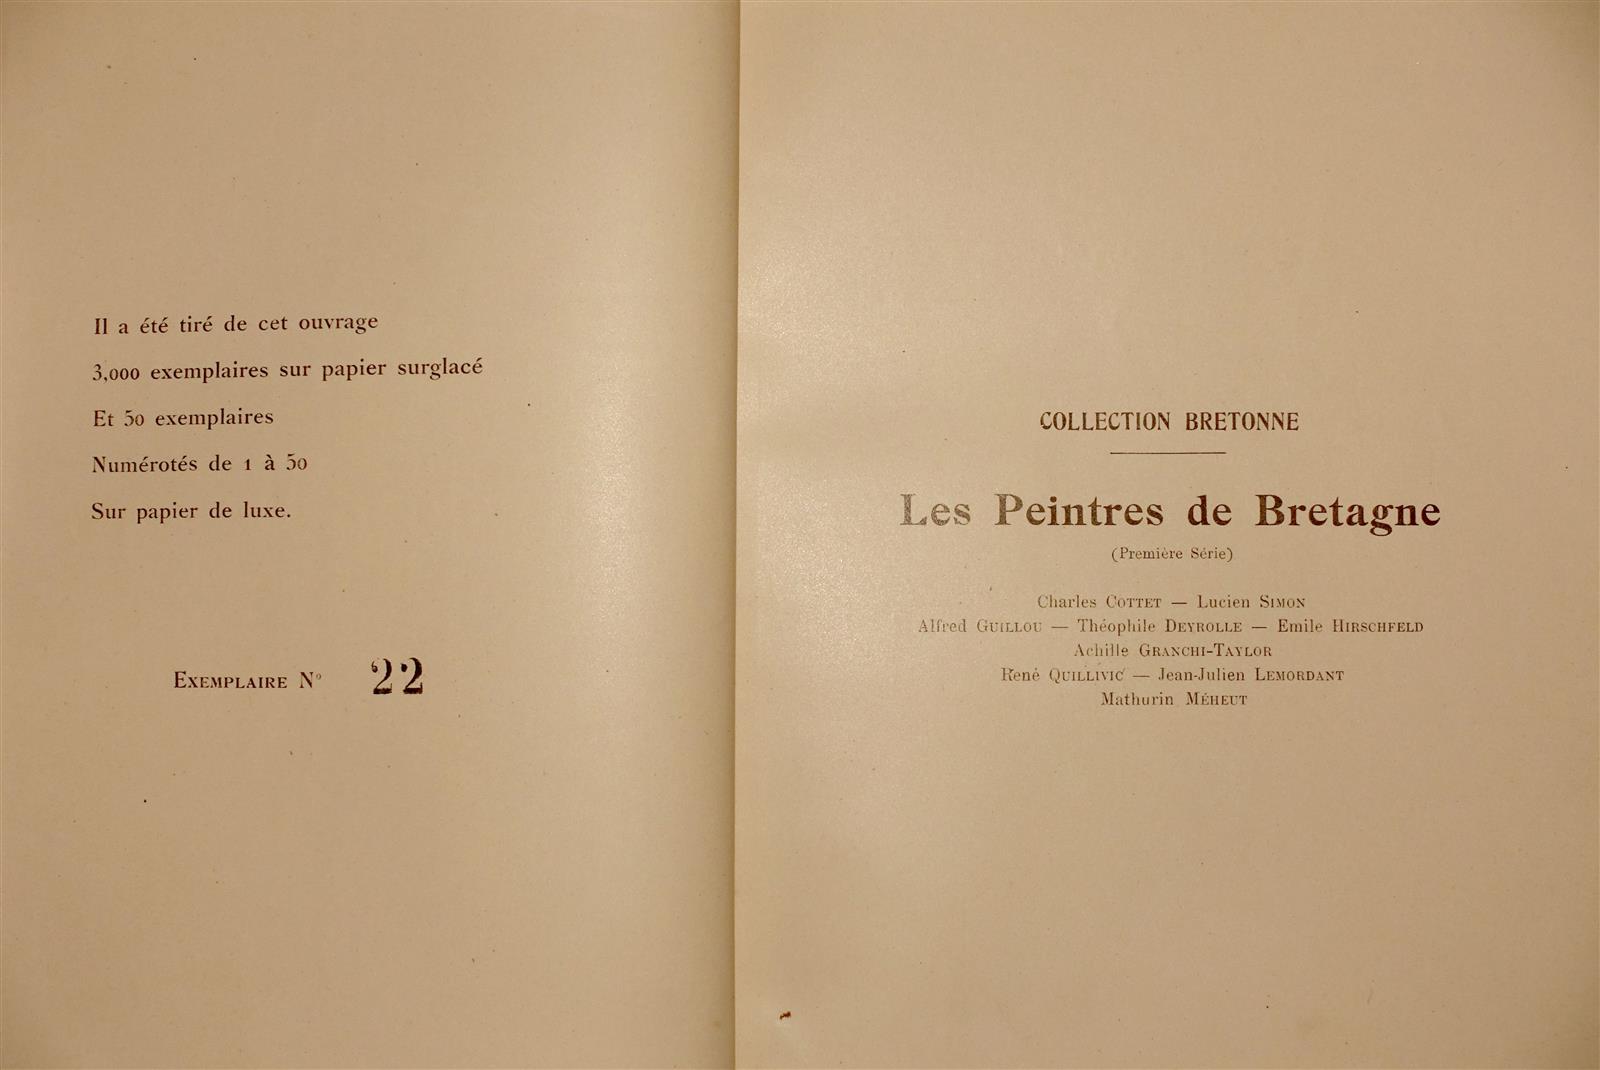 Il a été tiré de cet ouvrage
3,000 exemplaires sur papier surglacé
Et 50 exemplaires
Numérotés de 1 à 50
Sur papier de luxe.
EXEMPLAIRE N° 22
COLLECTION BRETONNE
Les Peintres de Bretagne
(Première Série)
Charles COTTET — Lucien SIMON
Alfred GUILLOU — Théophile DEYROLLE — Emile HIRSCHFELD
Achille GRANCHI-TAYLOR
René QUILLIVIC — Jean-Julien LEMORDANT
Mathurin MÉHEUT